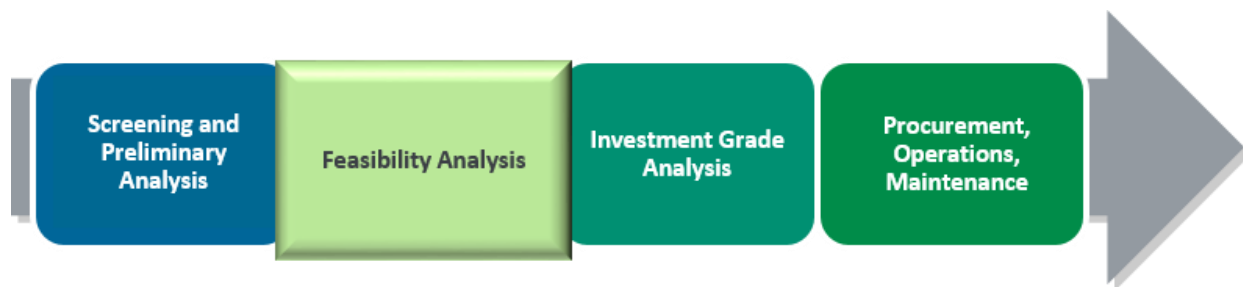 Screening and
Preliminary
Analysis
Feasibility Analysis
Investment Grade
Analysis
Procurement,
Operations,
Maintenance